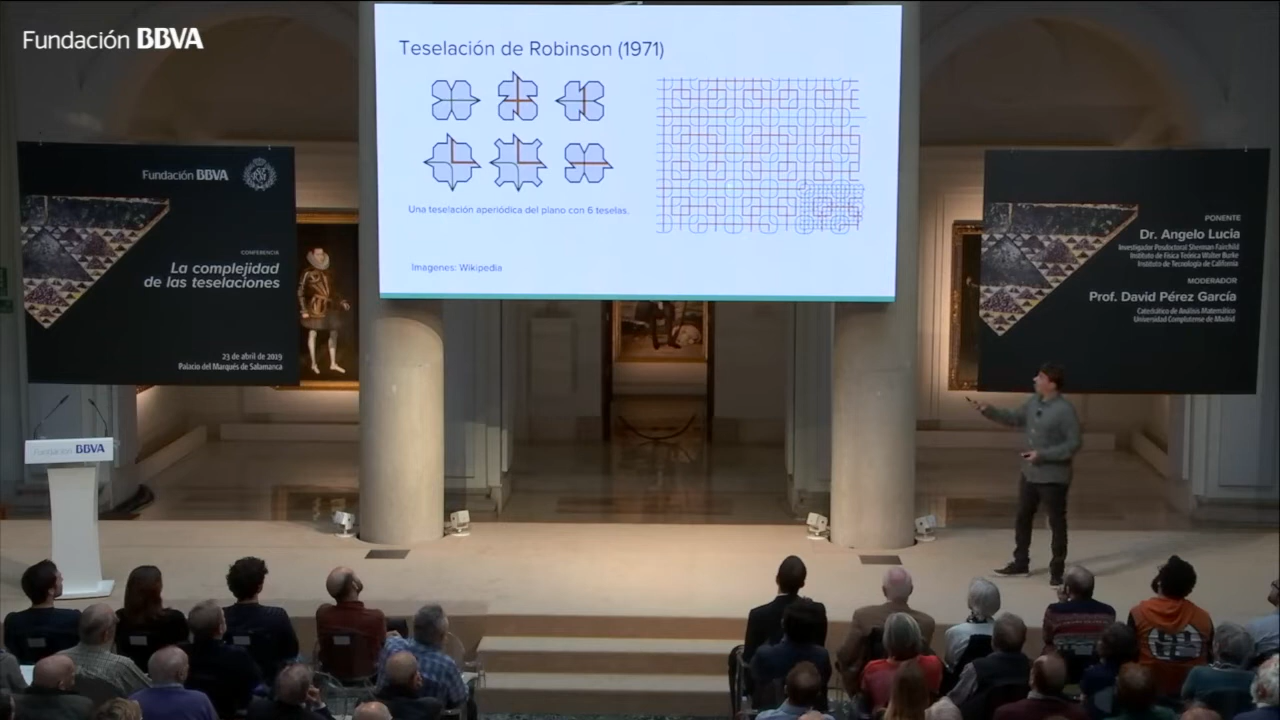 Fundación BBVA
Teselación de Robinson (1971)
Una teselación aperiódica del plano con 6 teselas.
Imagenes: Wikipedia
Fundación BBVA
CONFERENCIA
La complejidad
de las teselaciones
23 de abril de 2019
Palacio del Marqués de Salamanca
Fundación BBVA
PONENTE
Dr. Angelo Lucia
Investigador Posdoctoral Sherman Fairchild
Instituto de Física Teórica Walter Burke
Instituto de Tecnología de California
MODERADOR
Prof. David Pérez García
Catedrático de Análisis Matemático
Universidad Complutense de Madrid